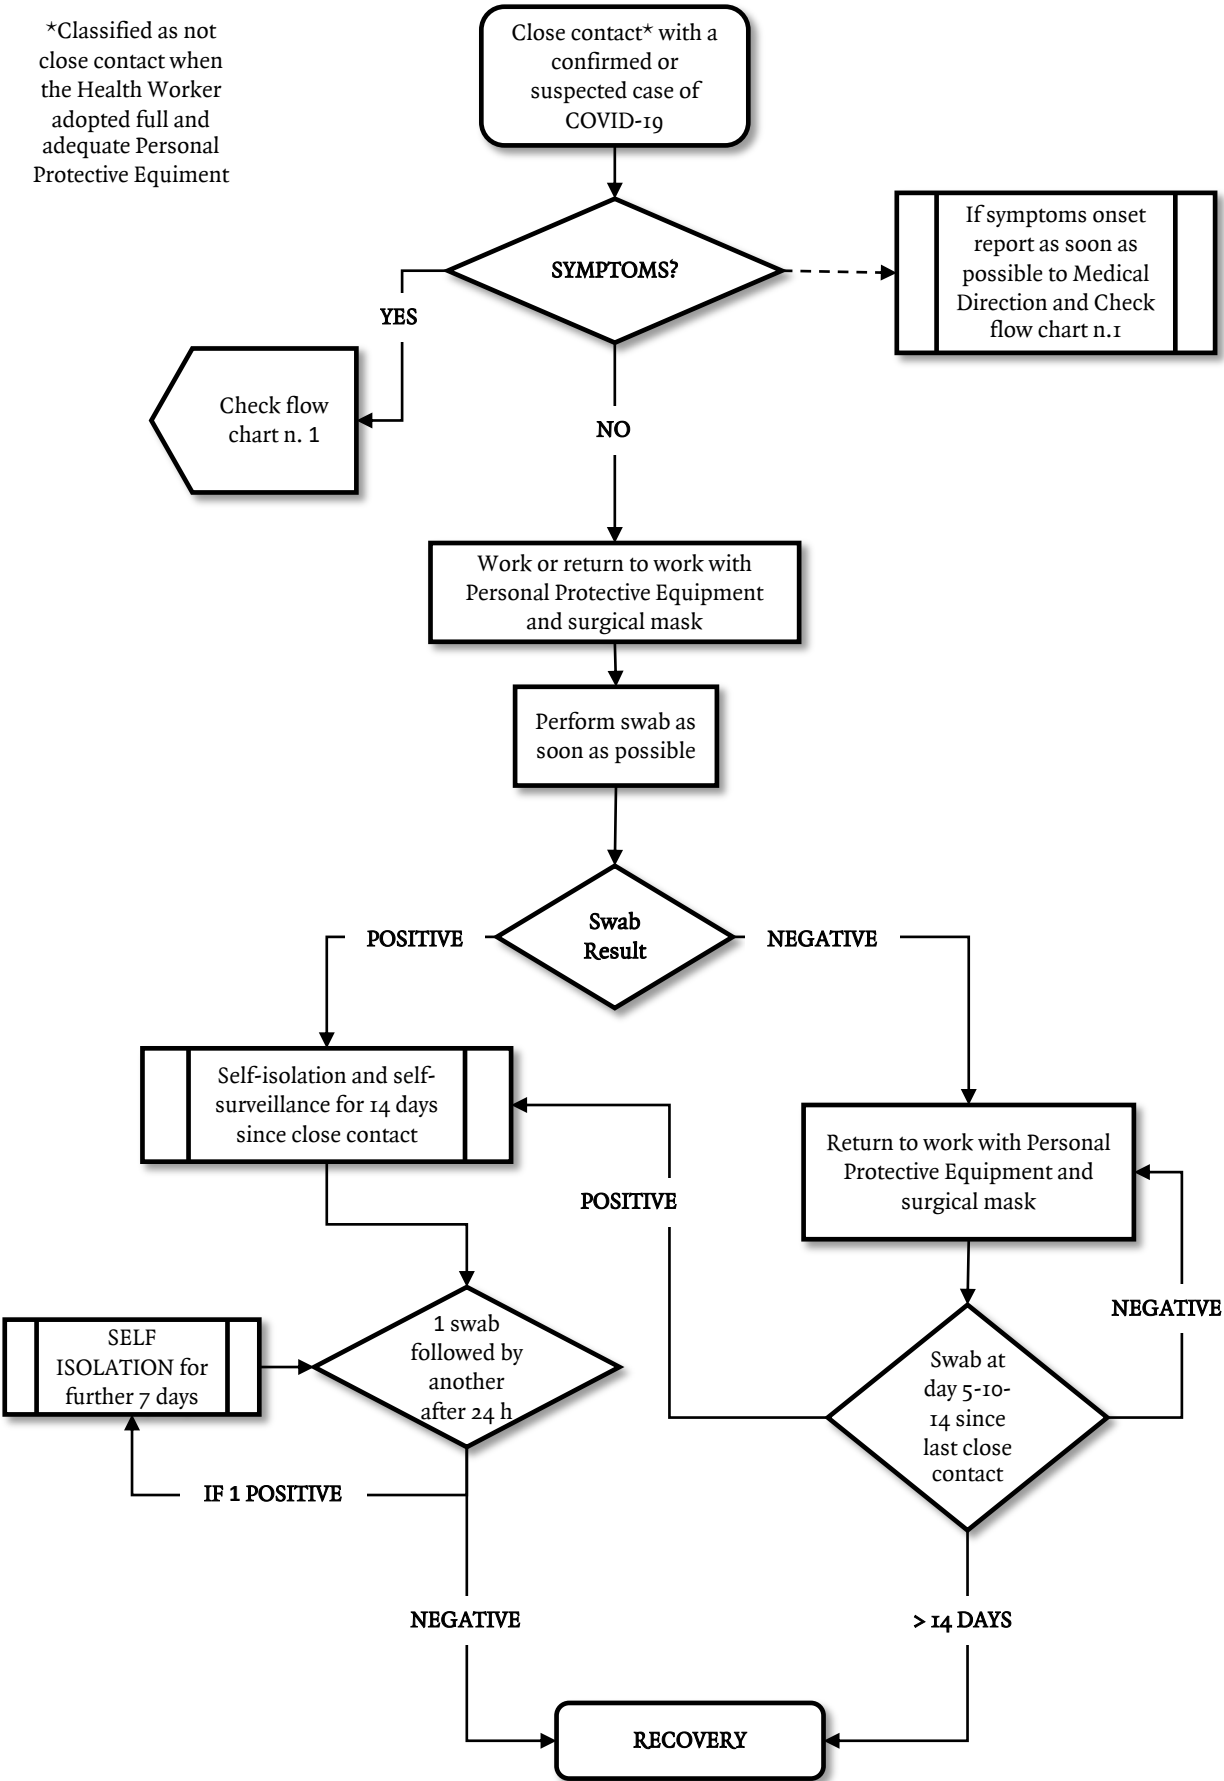 *Classified as not
close contact when
the Health Worker
adopted full and
adequate Personal
Protective Equiment
Close contact* with a
confirmed or
suspected case of
COVID-19
SYMPTOMS?
If symptoms onset
report as soon as
possible to Medical
Direction and Check
flow chart n.1
YES
Check flow
chart n. 1
NO
Work or return to work with
Personal Protective Equipment
and surgical mask
Perform swab as
soon as possible
Swab
Result
POSITIVE
NEGATIVE
Self-isolation and self-
surveillance for 14 days
since close contact
Return to work with Personal
Protective Equipment and
surgical mask
POSITIVE
NEGATIVE
SELF
ISOLATION for
further 7 days
1 swab
followed by
another
after 24 h
Swab at
day 5-10-
14 since
last close
contact
IF 1 POSITIVE
NEGATIVE
> 14 DAYS
RECOVERY